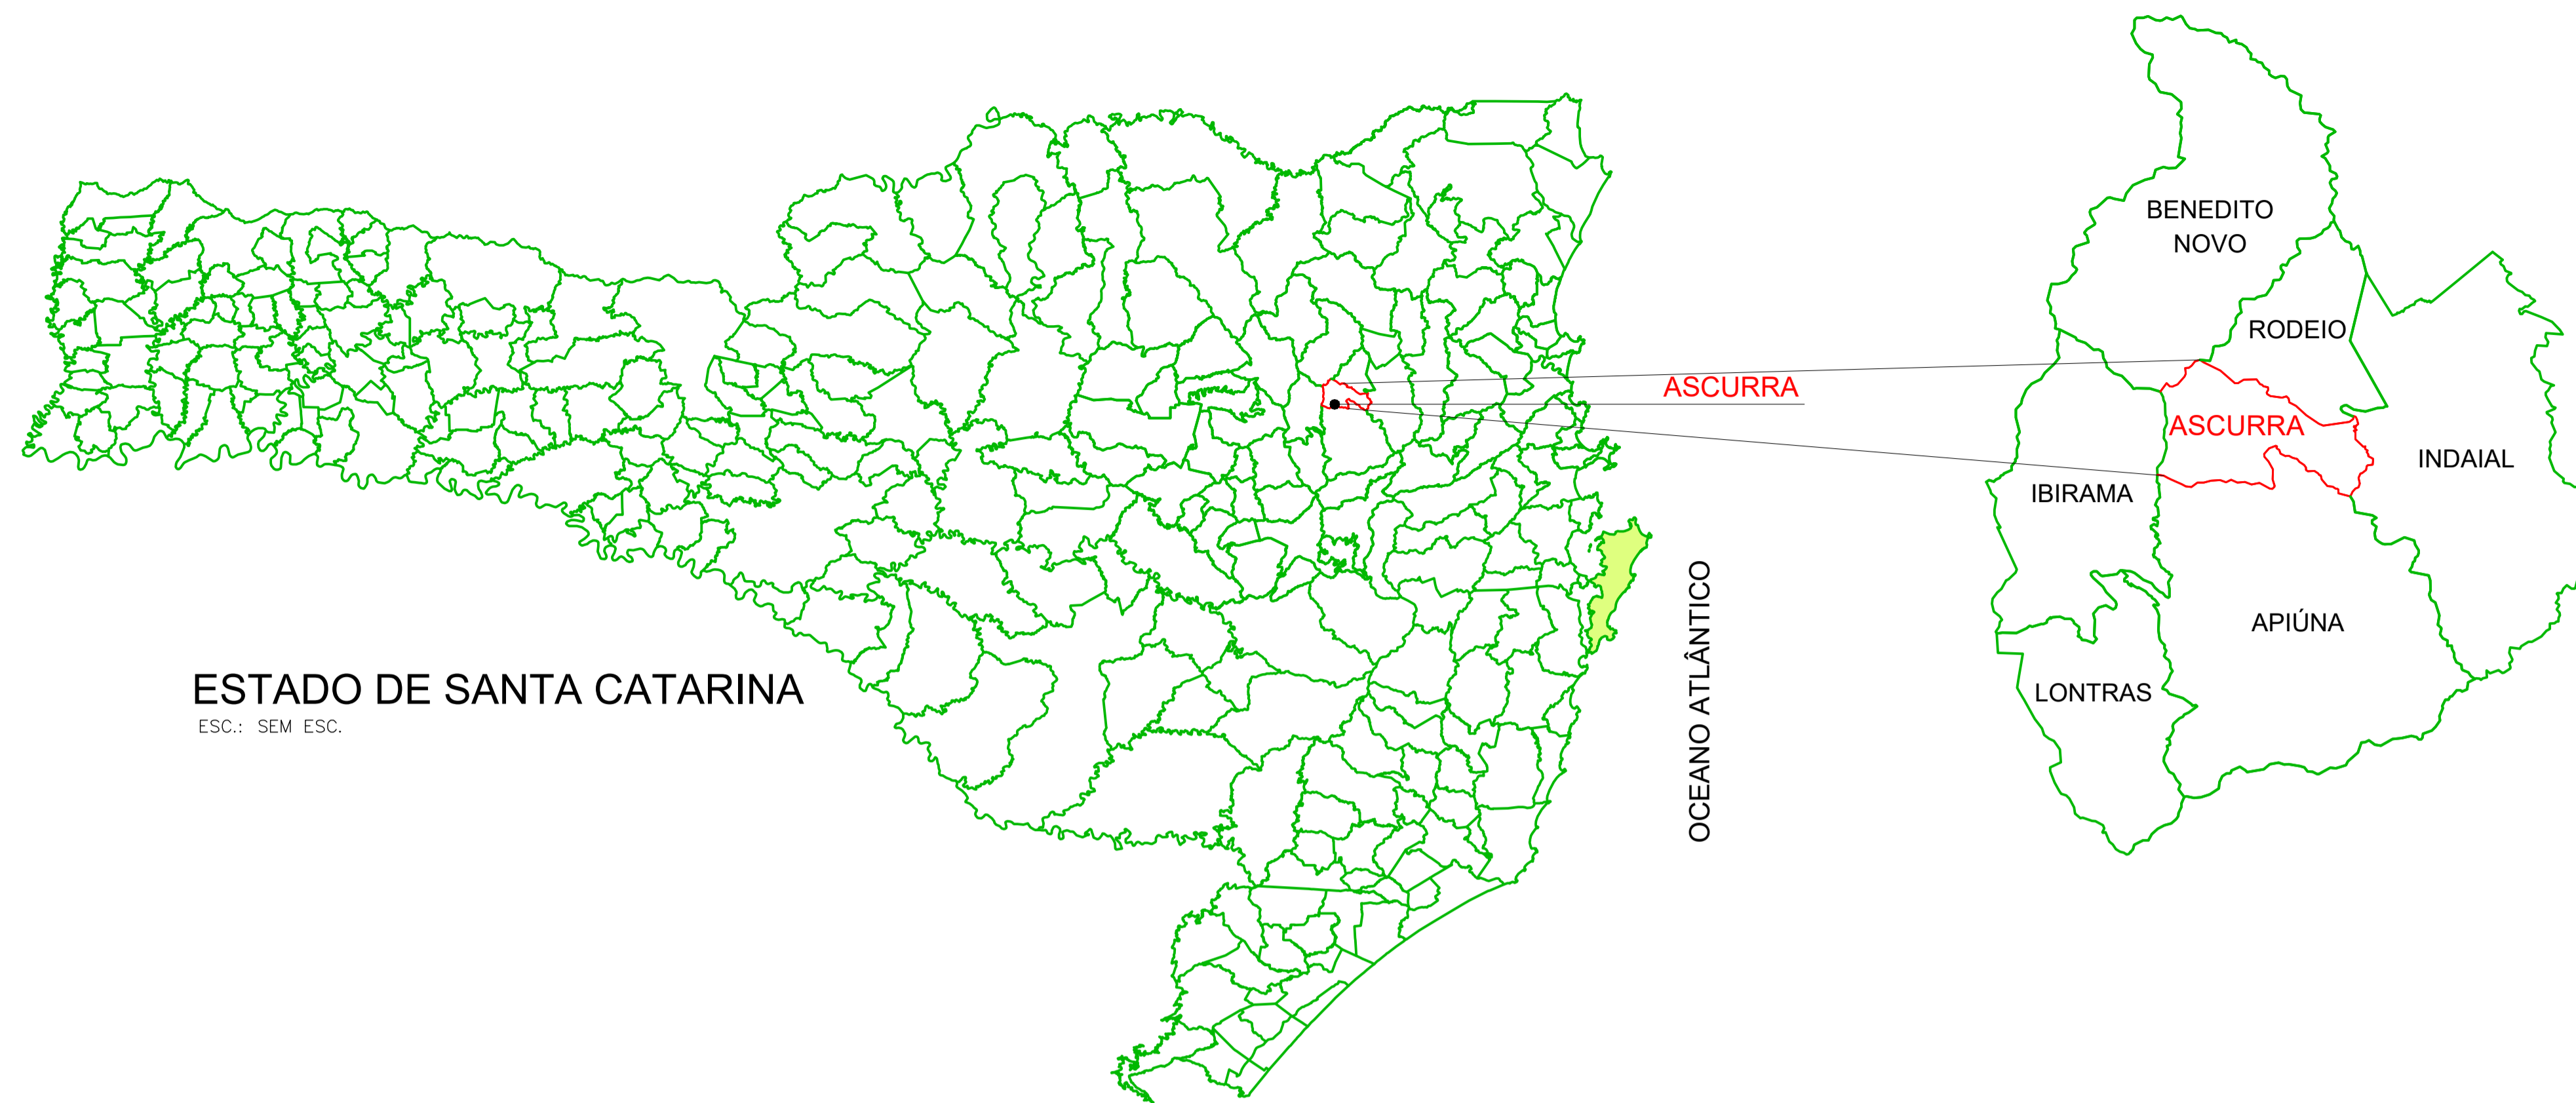 ESTADO DE SANTA CATARINA
ESC.: SEM ESC.
ASCURRA
OCEANO ATLÂNTICO
BENEDITO
NOVO
RODEIO
ASCURRA
INDAIAL
IBIRAMA
APIÚNA
LONTRAS